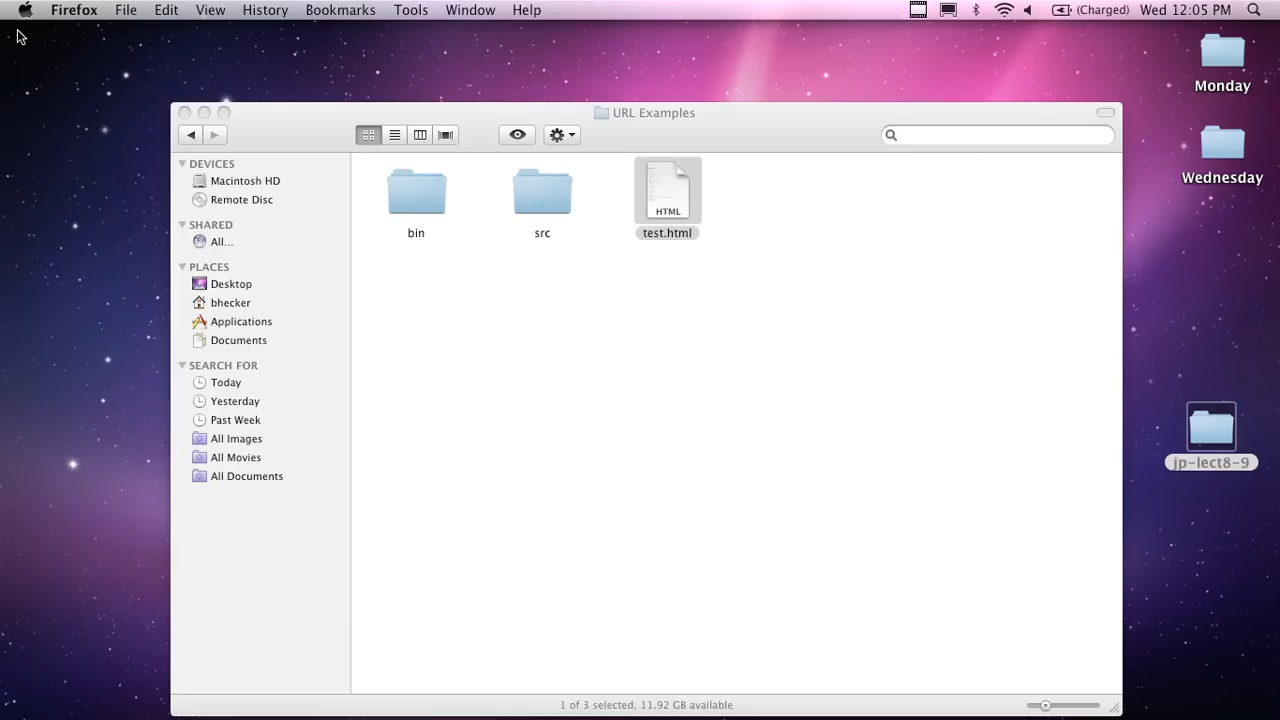 Firefox File Edit View History Bookmarks Tools Window Help (Charged) Wed 12:05 PM
Monday
Wednesday
jp-lect8-9
URL Examples
DEVICES
Macintosh HD
Remote Disc
SHARED
All...
PLACES
Desktop
bhecker
Applications
Documents
SEARCH FOR
Today
Yesterday
Past Week
All Images
All Movies
All Documents
HTML
bin src test.html
1 of 3 selected, 11.92 GB available